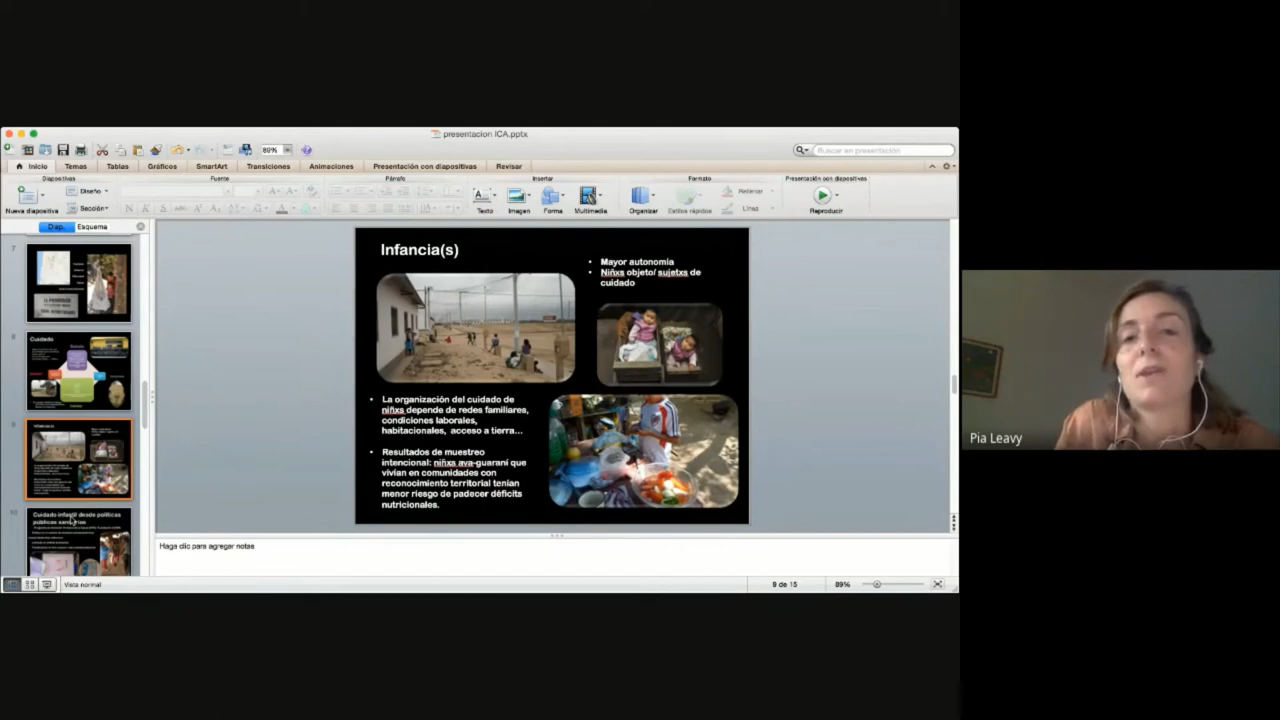 presentacion ICA.pptx
89%
Buscar en presentación
Inicio
Temas
Tablas
Gráficos
SmartArt
Transiciones
Animaciones
Presentación con diapositivas
Revisar
Diapositivas
Fuente
Párrafo
Insertar
Formato
Presentación con diapositivas
Nueva diapositiva
Diseño
Sección
Texto
Imagen
Forma
Multimedia
Organizar
Estilos rápidos
Rellenar
Línea
Reproducir
Diap.
Esquema
7
Cuidado
10
Cuidado infantil desde políticas
públicas sanitarias
Infancia(s)
• Mayor autonomía
• Niñxs objeto/ sujetxs de
cuidado
• La organización del cuidado de
niñxs depende de redes familiares,
condiciones laborales,
habitacionales, acceso a tierra...
• Resultados de muestreo
intencional: niñxs ava-guaraní que
vivían en comunidades con
reconocimiento territorial tenían
menor riesgo de padecer déficits
nutricionales.
Haga clic para agregar notas
Vista normal
9 de 15
89%
Pia Leavy